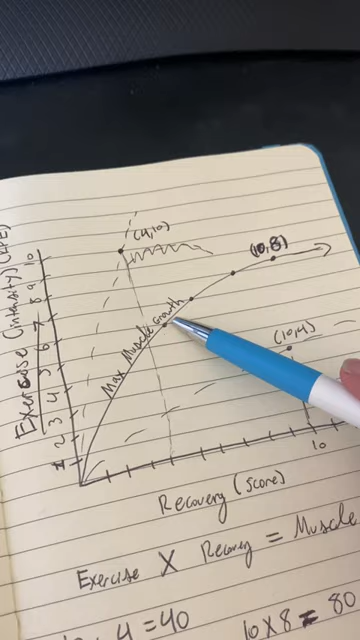 Exercise (intensity) (RPE)
10
9
8
7
6
5
4
3
2
1
(4,10)
(10,8)
Max Muscle Growth
(10,4)
10
Recovery (score)
Exercise X Recovery = Muscle
4 = 40
10 X 8 = 80